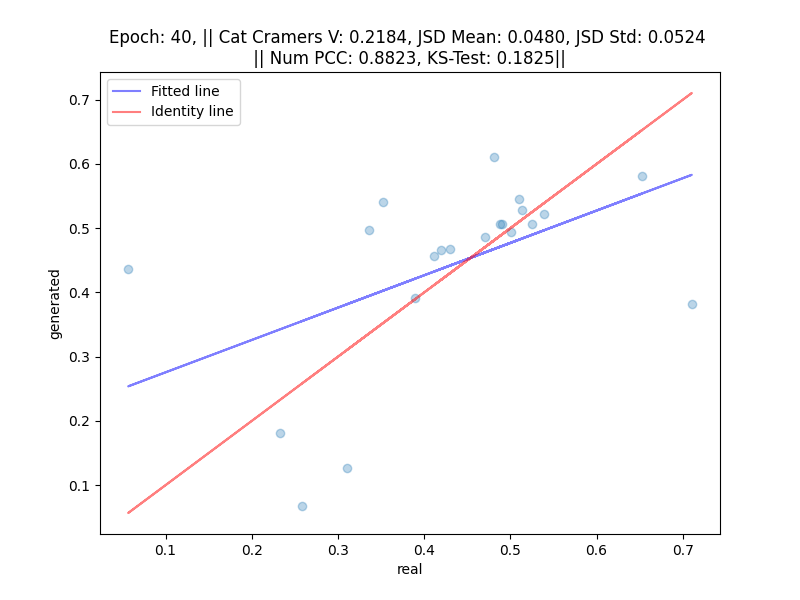 Epoch: 40, || Cat Cramers V: 0.2184, JSD Mean: 0.0480, JSD Std: 0.0524
|| Num PCC: 0.8823, KS-Test: 0.1825||
Fitted line
Identity line
0.7
0.6
0.5
0.4
0.3
0.2
0.1
generated
0.1 0.2 0.3 0.4 0.5 0.6 0.7
real